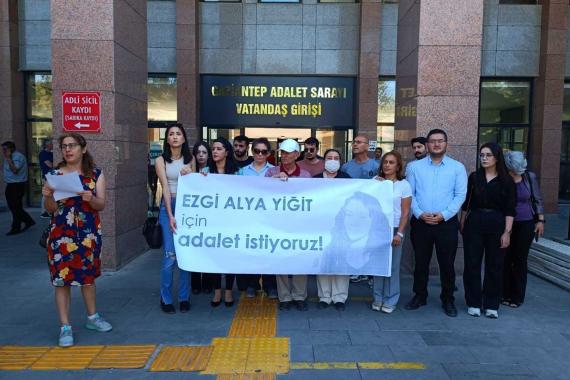 GAZİANTEP ADALET SARAYI
VATANDAŞ GİRİŞİ
ADLİ SİCİL
KAYDI
(SABIKA KAYDI)
EZGİ ALYA YİĞİT
için
adalet istiyoruz!